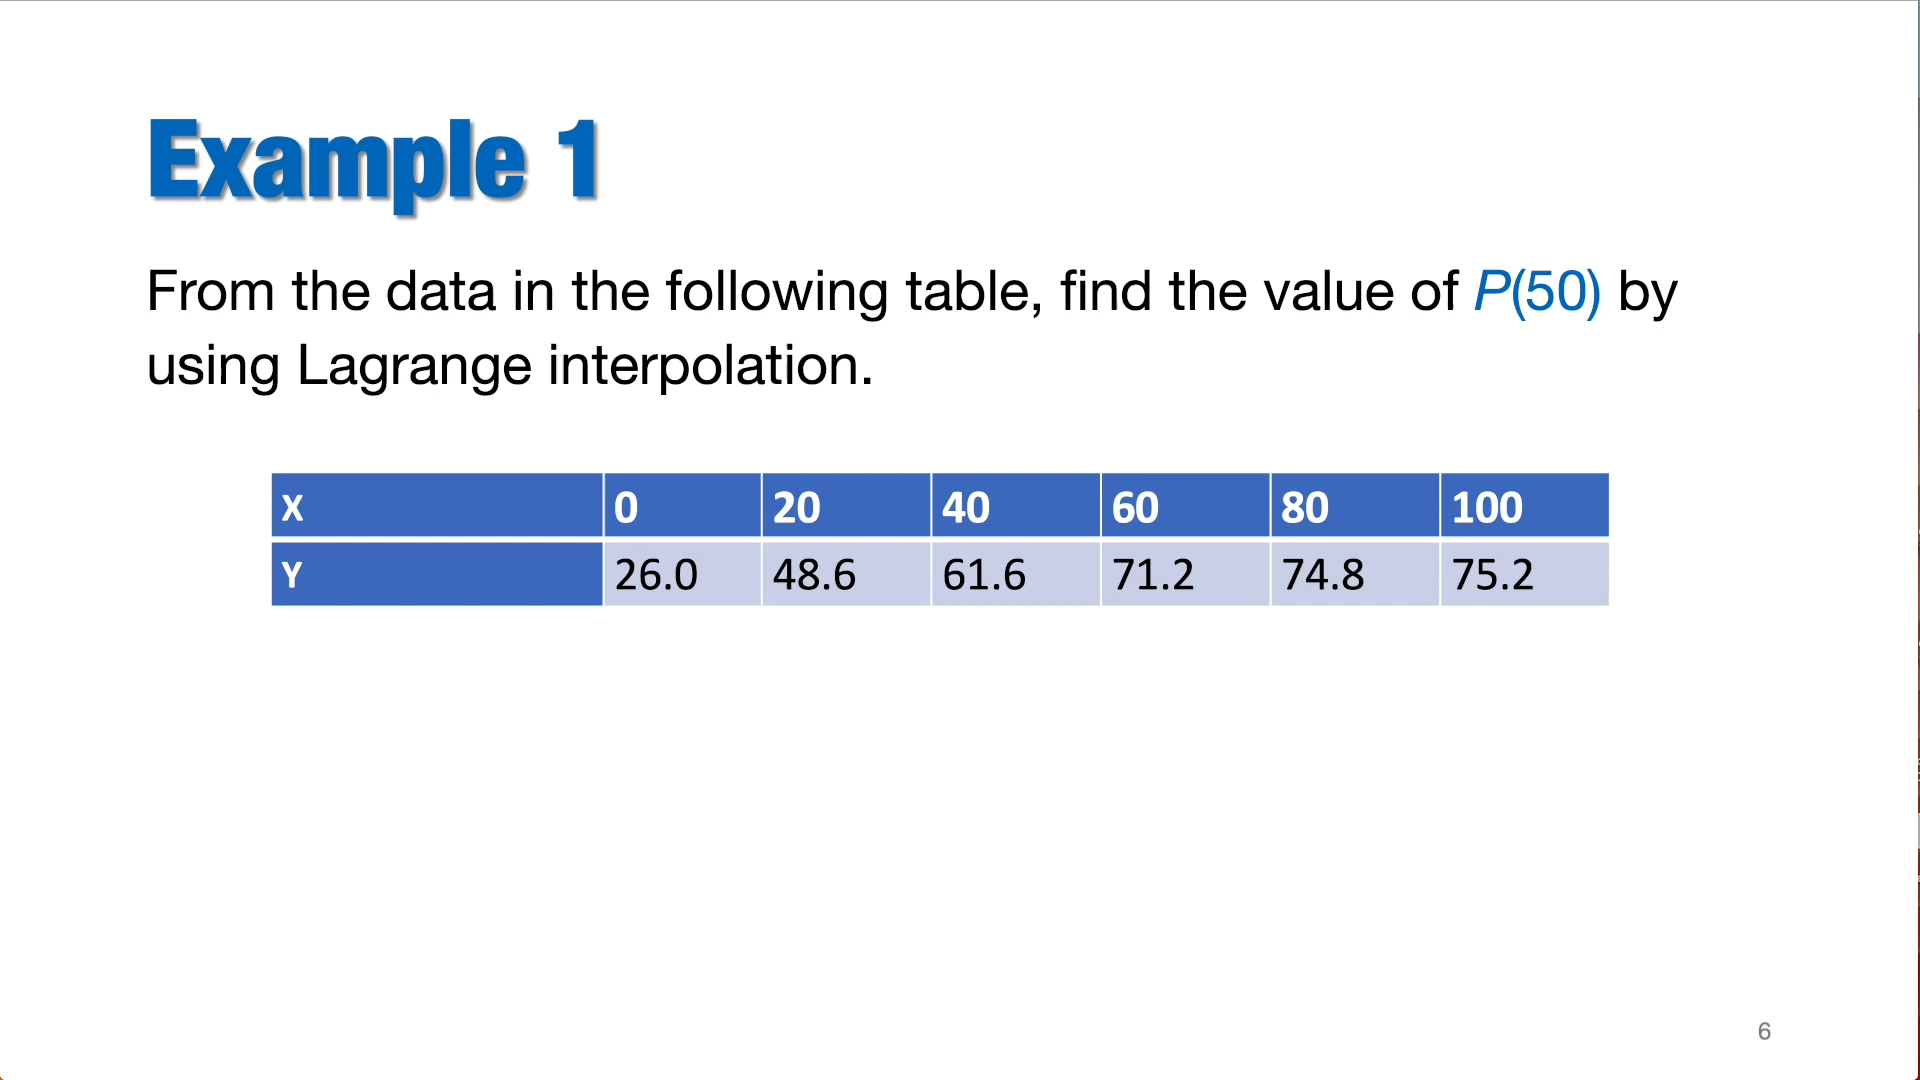 Example 1
From the data in the following table, find the value of P(50) by
using Lagrange interpolation.
X 0 20 40 60 80 100
Y 26.0 48.6 61.6 71.2 74.8 75.2
6